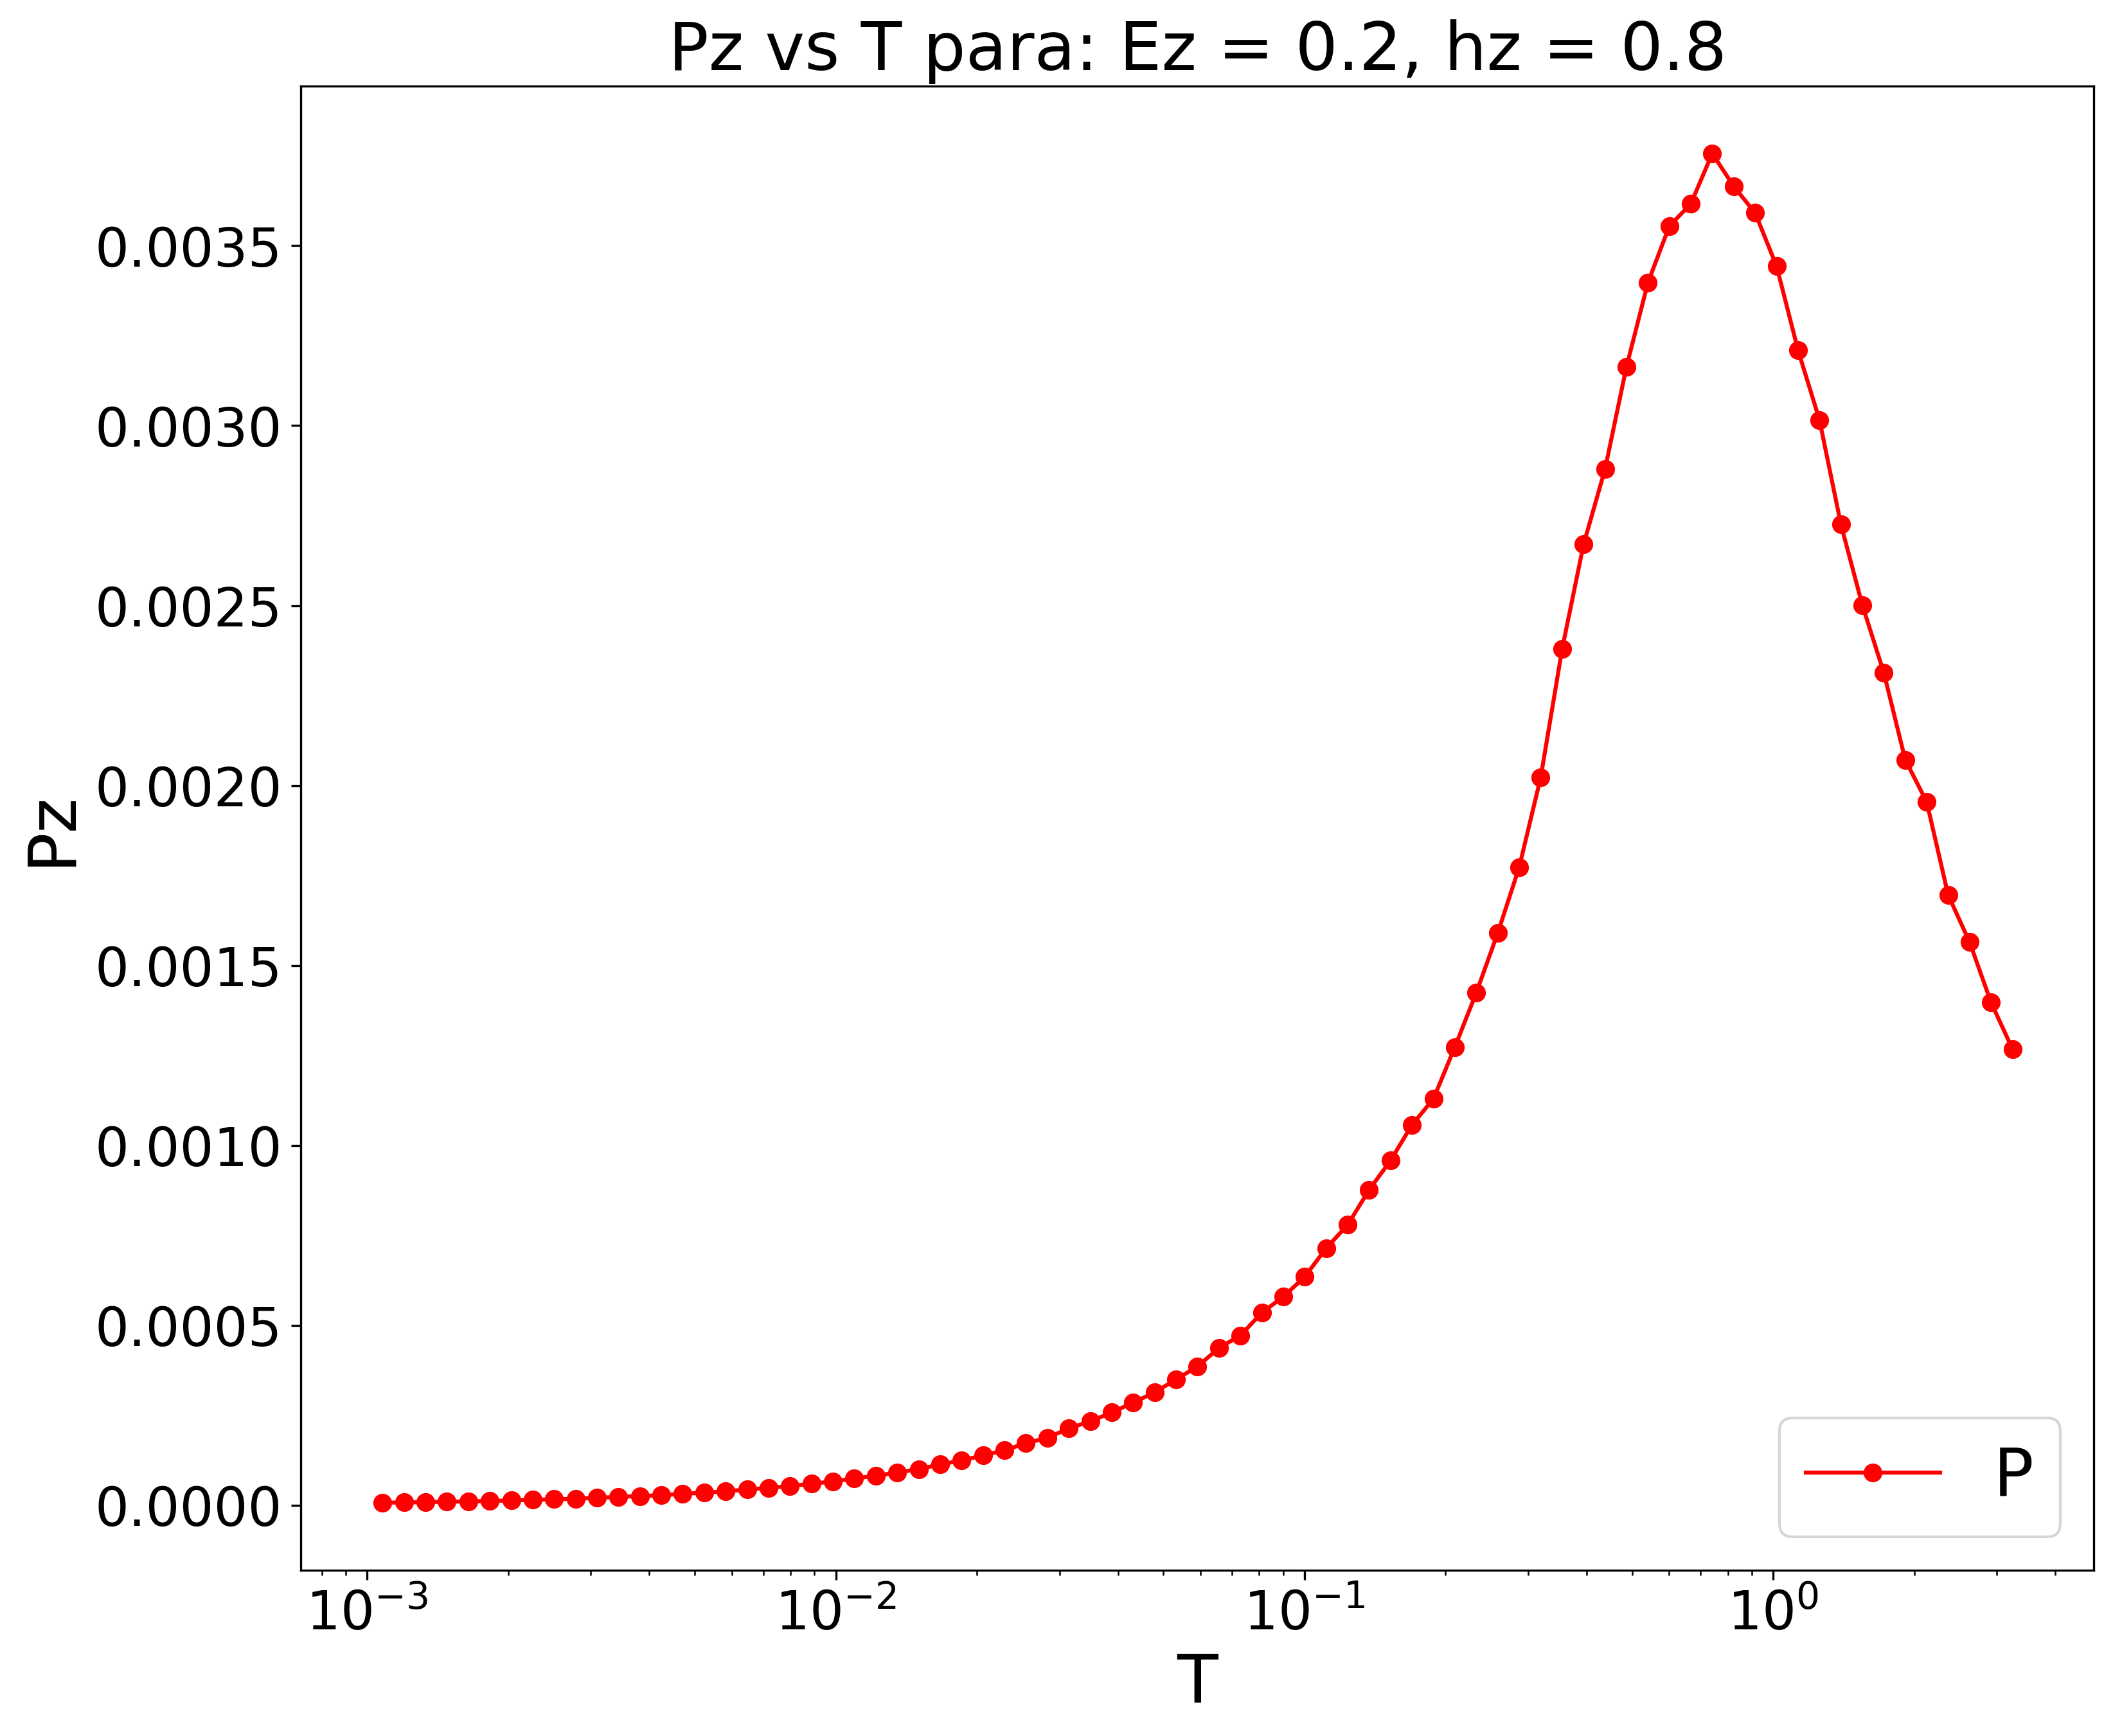 Pz vs T para: Ez = 0.2, hz = 0.8
Pz
0.0035
0.0030
0.0025
0.0020
0.0015
0.0010
0.0005
0.0000
10⁻³ 10⁻² 10⁻¹ 10⁰
T
P